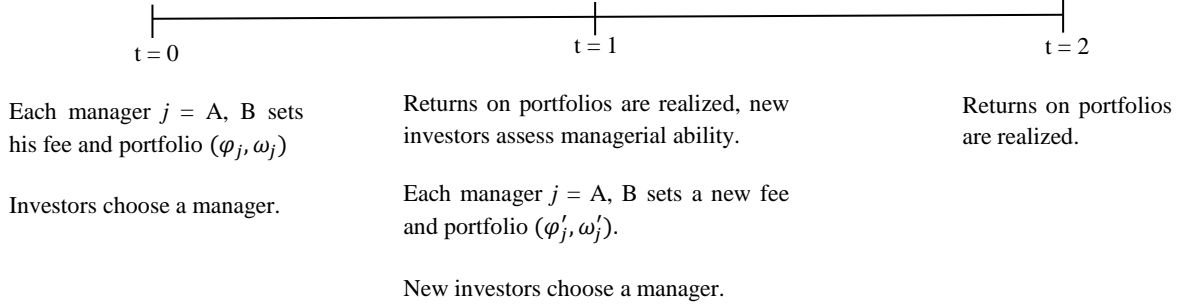 t = 0
t = 1
t = 2
Each manager j = A, B sets
his fee and portfolio (φ_j, ω_j)
Investors choose a manager.
Returns on portfolios are realized, new
investors assess managerial ability.
Each manager j = A, B sets a new fee
and portfolio (φ′_j, ω′_j).
New investors choose a manager.
Returns on portfolios
are realized.